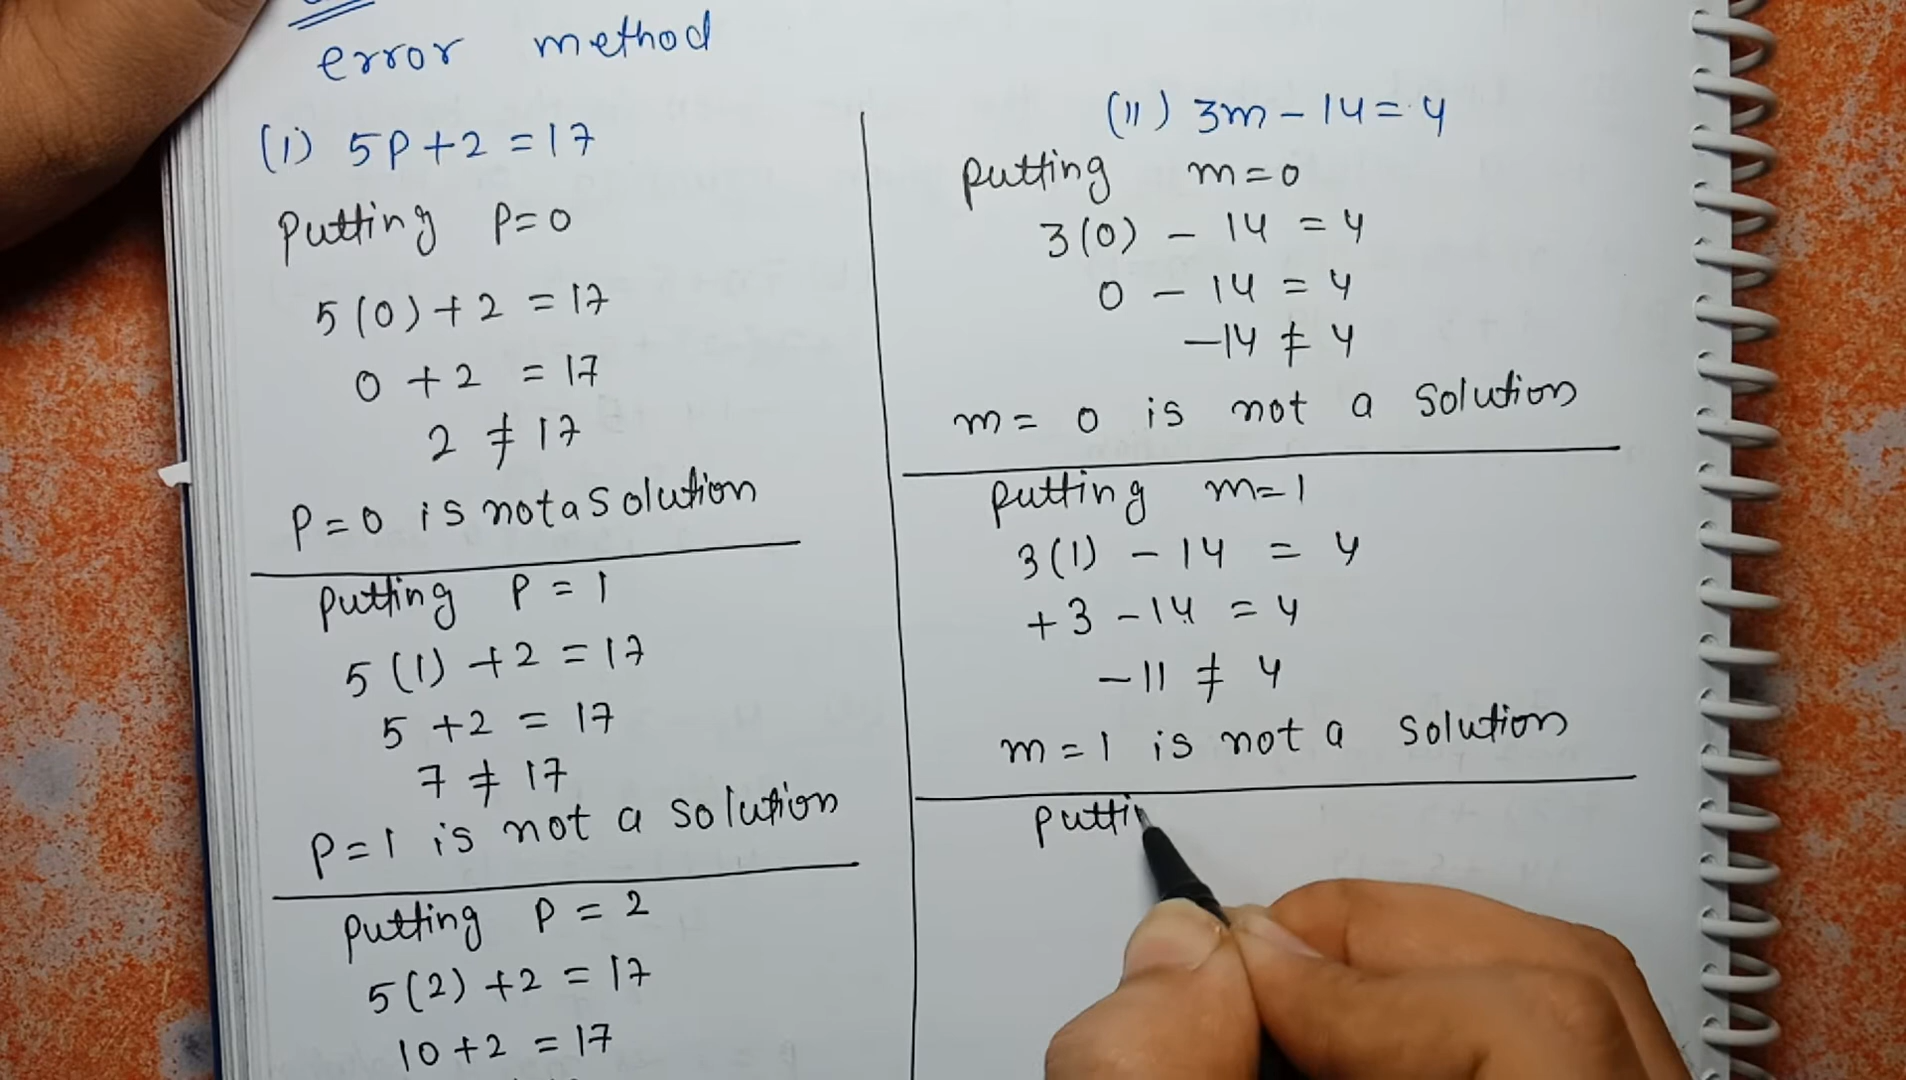 error method
(i) 5p+2 = 17
Putting P=0
5(0)+2 = 17
0 +2 = 17
2 ≠ 17
P=0 is not a solution
putting P = 1
5(1) +2 = 17
5 +2 = 17
7 ≠ 17
P=1 is not a solution
putting P = 2
5(2) +2 = 17
10+2 = 17
(ii) 3m - 14 = 4
putting m=0
3(0) - 14 = 4
0 - 14 = 4
-14 ≠ 4
m= 0 is not a solution
putting m=1
3(1) - 14 = 4
+3 - 14 = 4
-11 ≠ 4
m=1 is not a solution
putti